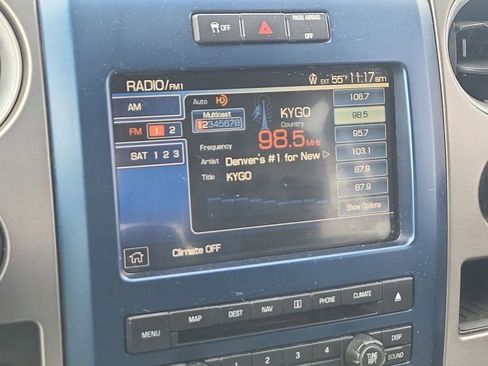 OFF
PASS AIRBAG
OFF
RADIO/FM1
W EXT 55°F 11:17am
AM
FM 1 2
SAT 1 2 3
Auto HD
Multicast
12345678
KYGO
Country
Frequency
98.5 MHz
Artist Denver's #1 for New
Title KYGO
106.7
98.5
95.7
103.1
87.9
87.9
Show Options
Climate OFF
MENU
MAP
DEST
NAV
i
PHONE
CLIMATE
1 2 3 4
TUNE
RPT
DISP
SOUND